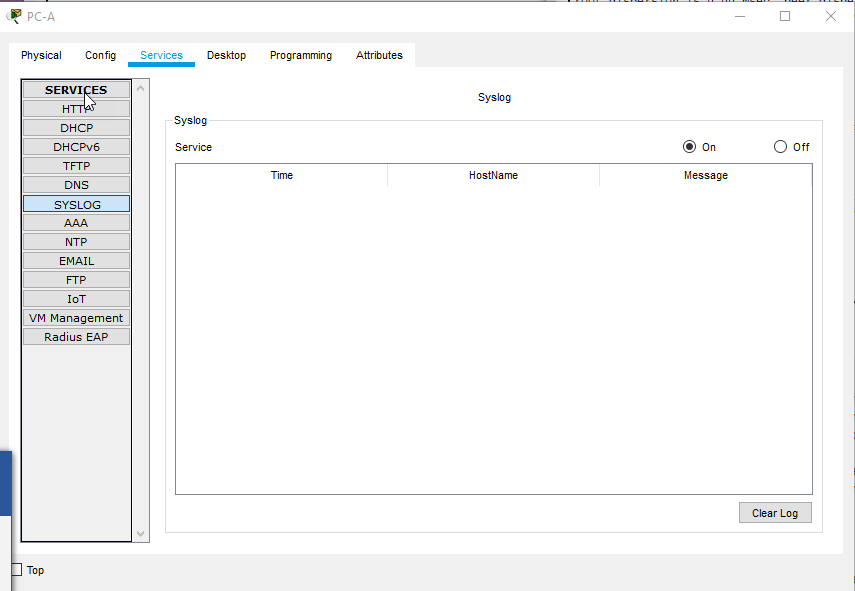 PC-A
Physical Config Services Desktop Programming Attributes
SERVICES
HTTP
DHCP
DHCPv6
TFTP
DNS
SYSLOG
AAA
NTP
EMAIL
FTP
IoT
VM Management
Radius EAP
Syslog
Syslog
Service On Off
Time HostName Message
Clear Log
Top